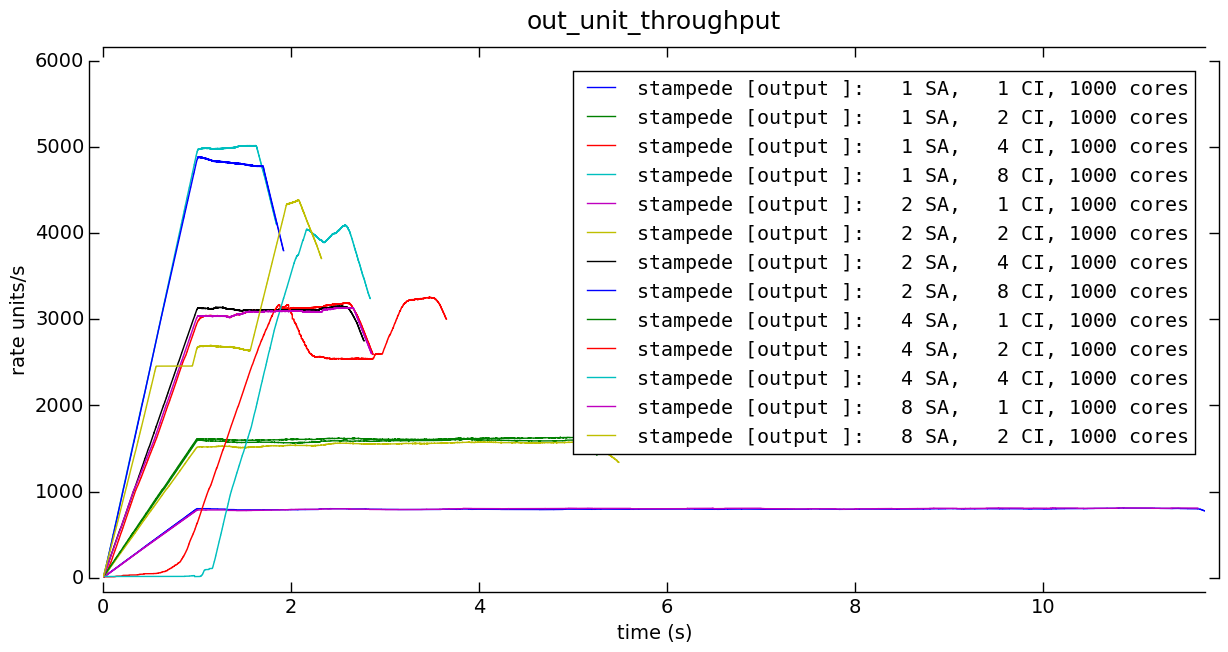 out_unit_throughput
6000
5000
4000
3000
2000
1000
0
rate units/s
stampede [output ]:   1 SA,   1 CI, 1000 cores
stampede [output ]:   1 SA,   2 CI, 1000 cores
stampede [output ]:   1 SA,   4 CI, 1000 cores
stampede [output ]:   1 SA,   8 CI, 1000 cores
stampede [output ]:   2 SA,   1 CI, 1000 cores
stampede [output ]:   2 SA,   2 CI, 1000 cores
stampede [output ]:   2 SA,   4 CI, 1000 cores
stampede [output ]:   2 SA,   8 CI, 1000 cores
stampede [output ]:   4 SA,   1 CI, 1000 cores
stampede [output ]:   4 SA,   2 CI, 1000 cores
stampede [output ]:   4 SA,   4 CI, 1000 cores
stampede [output ]:   8 SA,   1 CI, 1000 cores
stampede [output ]:   8 SA,   2 CI, 1000 cores
0 2 4 6 8 10
time (s)